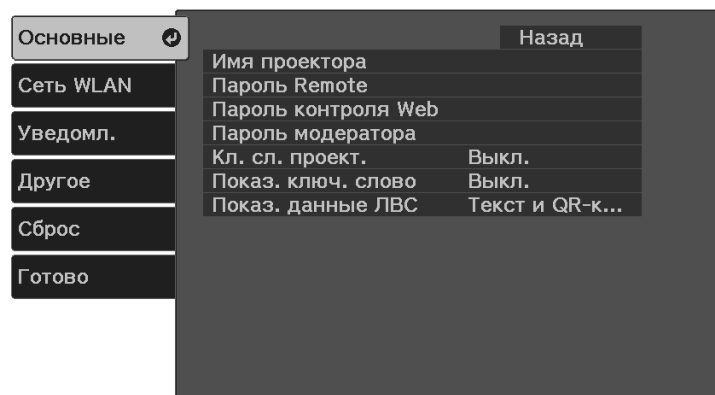 Основные
Сеть WLAN
Уведомл.
Другое
Сброс
Готово
Назад
Имя проектора
Пароль Remote
Пароль контроля Web
Пароль модератора
Кл. сл. проект. Выкл.
Показ. ключ. слово Выкл.
Показ. данные ЛВС Текст и QR-к...